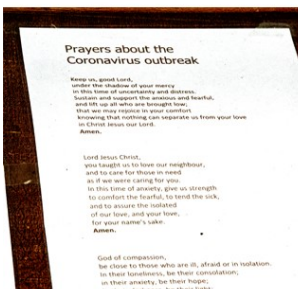 Prayers about the
Coronavirus outbreak
Keep us, good Lord,
under the shadow of your mercy
in this time of uncertainty and distress.
Sustain and support the anxious and fearful,
and lift up all who are brought low;
that we may rejoice in your comfort
knowing that nothing can separate us from your love
in Christ Jesus our Lord.
Amen.
Lord Jesus Christ,
you taught us to love our neighbour,
and to care for those in need
as if we were caring for you.
In this time of anxiety, give us strength
to comfort the fearful, to tend the sick,
and to assure the isolated
of our love, and your love,
for your name's sake.
Amen.
God of compassion,
be close to those who are ill, afraid or in isolation.
In their loneliness, be their consolation;
in their anxiety, be their hope;